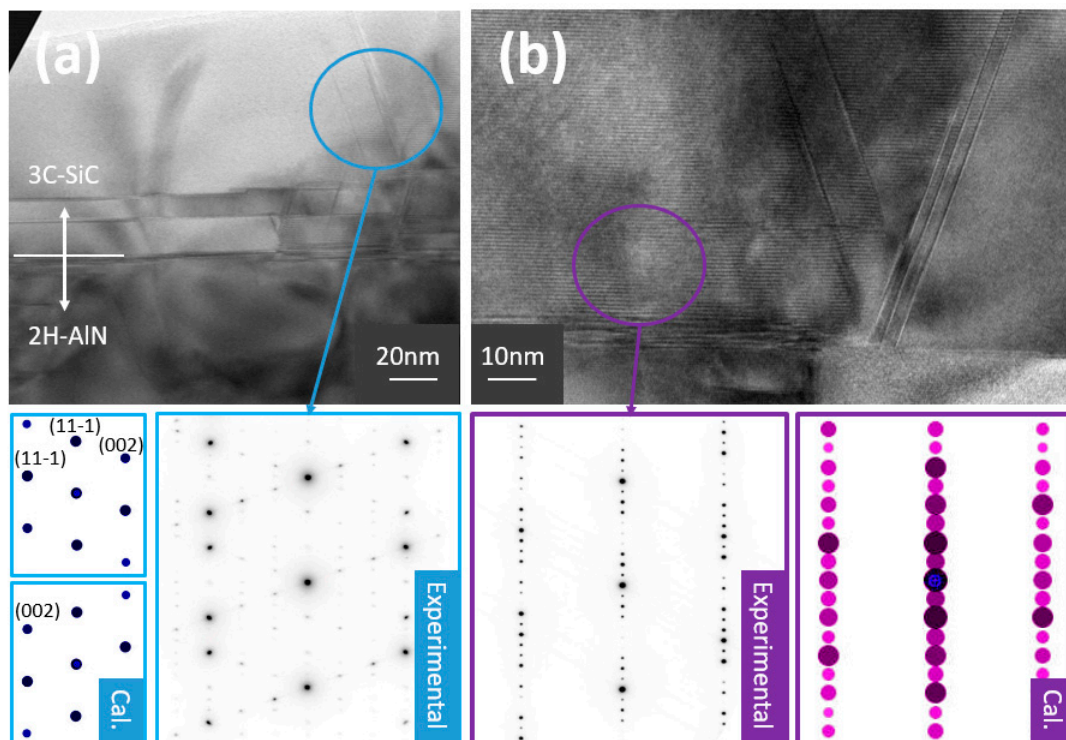 (a)
(b)
3C-SiC
2H-AlN
20nm
10nm
(11-1)
(002)
(11-1)
Experimental
Experimental
(002)
Cal.
Cal.